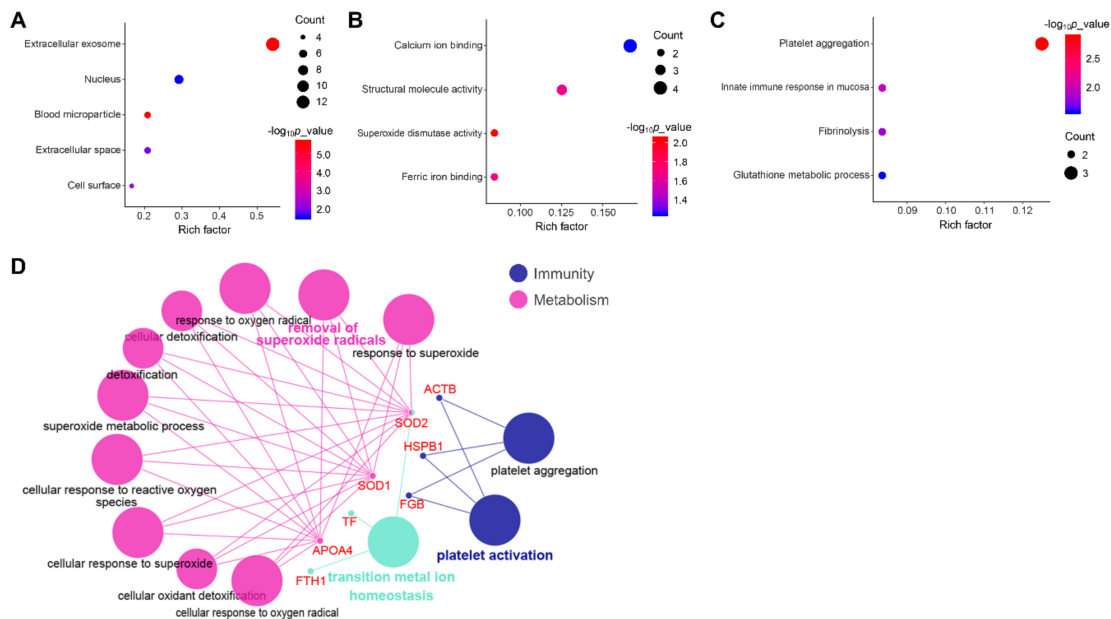 A
Extracellular exosome
Nucleus
Blood microparticle
Extracellular space
Cell surface
0.2 0.3 0.4 0.5
Rich factor
Count
4
6
8
10
12
-log10p_value
5.0
4.0
3.0
2.0
B
Calcium ion binding
Structural molecule activity
Superoxide dismutase activity
Ferric iron binding
0.100 0.125 0.150
Rich factor
Count
2
3
4
-log10p_value
2.0
1.8
1.6
1.4
C
Platelet aggregation
Innate immune response in mucosa
Fibrinolysis
Glutathione metabolic process
0.09 0.10 0.11 0.12
Rich factor
-log10p_value
2.5
2.0
Count
2
3
D
Immunity
Metabolism
response to oxygen radical
removal of
superoxide radicals
cellular detoxification
response to superoxide
detoxification
ACTB
superoxide metabolic process
SOD2
HSPB1
platelet aggregation
cellular response to reactive oxygen
species
SOD1
FGB
TF
APOA4
platelet activation
cellular response to superoxide
FTH1
transition metal ion
homeostasis
cellular oxidant detoxification
cellular response to oxygen radical